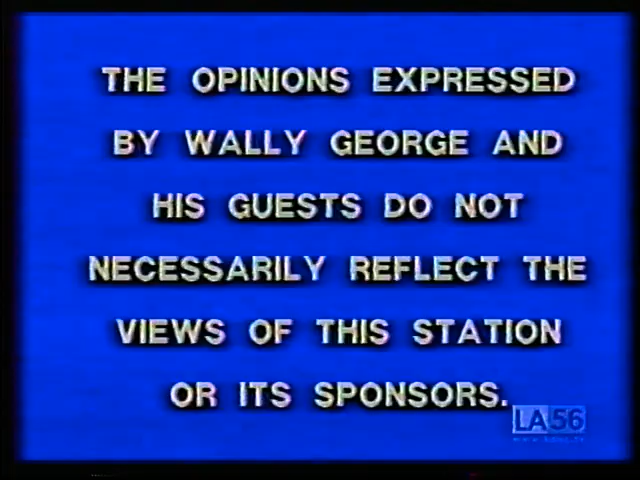 THE OPINIONS EXPRESSED
BY WALLY GEORGE AND
HIS GUESTS DO NOT
NECESSARILY REFLECT THE
VIEWS OF THIS STATION
OR ITS SPONSORS.
LA56